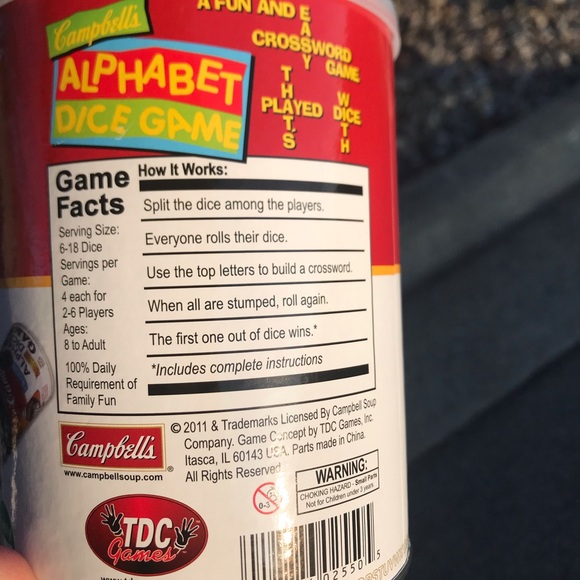 Campbell's
ALPHABET
DICE GAME
A FUN AND EASY
CROSSWORD
GAME
THAT'S
PLAYED
WITH
DICE
Game
Facts
Serving Size:
6-18 Dice
Servings per
Game:
4 each for
2-6 Players
Ages:
8 to Adult
100% Daily
Requirement of
Family Fun
How It Works:
Split the dice among the players.
Everyone rolls their dice.
Use the top letters to build a crossword.
When all are stumped, roll again.
The first one out of dice wins.*
*Includes complete instructions
Campbell's®
www.campbellsoup.com
© 2011 & Trademarks Licensed By Campbell Soup
Company. Game Concept by TDC Games, Inc.
Itasca, IL 60143 USA. Parts made in China.
All Rights Reserved
0-3
WARNING:
CHOKING HAZARD - Small Parts
Not for Children under 3 years.
TDC
Games
02550 5